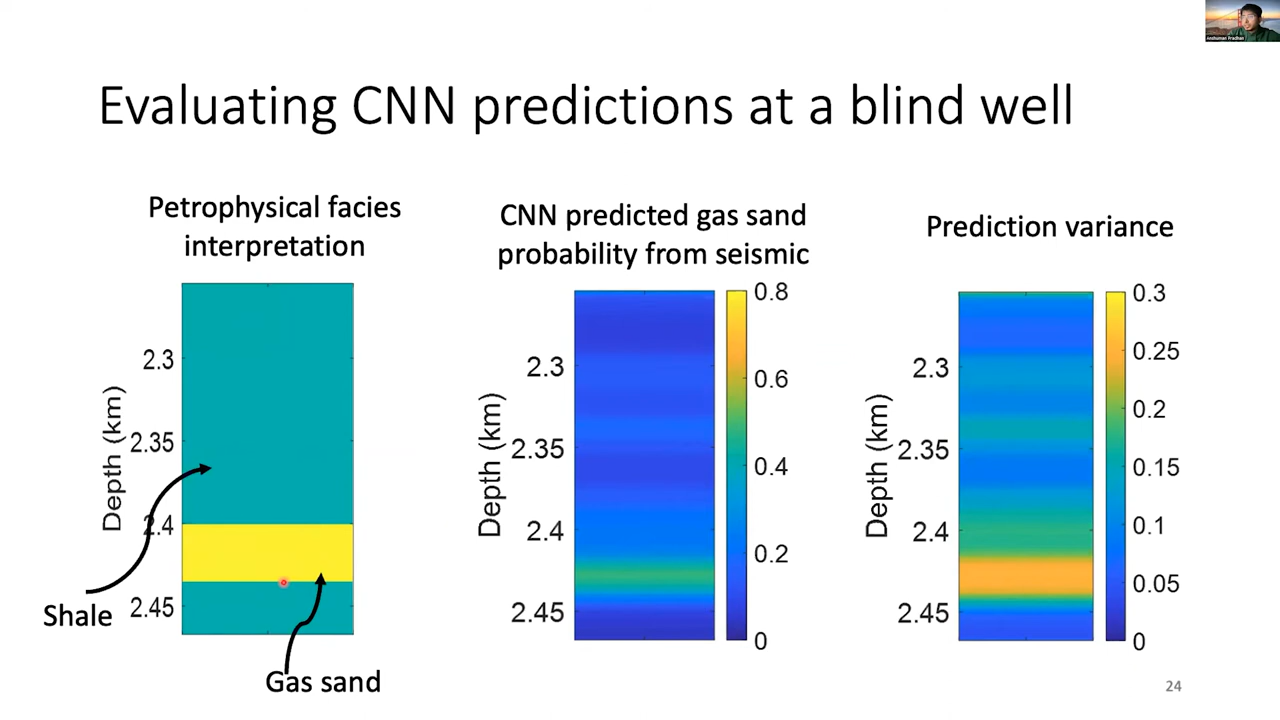 Anshuman Pradhan
Evaluating CNN predictions at a blind well
Petrophysical facies
interpretation
2.3
2.35
2.4
2.45
Depth (km)
Shale
Gas sand
CNN predicted gas sand
probability from seismic
0.8
0.6
0.4
0.2
0
2.3
2.35
2.4
2.45
Depth (km)
Prediction variance
0.3
0.25
0.2
0.15
0.1
0.05
0
2.3
2.35
2.4
2.45
Depth (km)
24